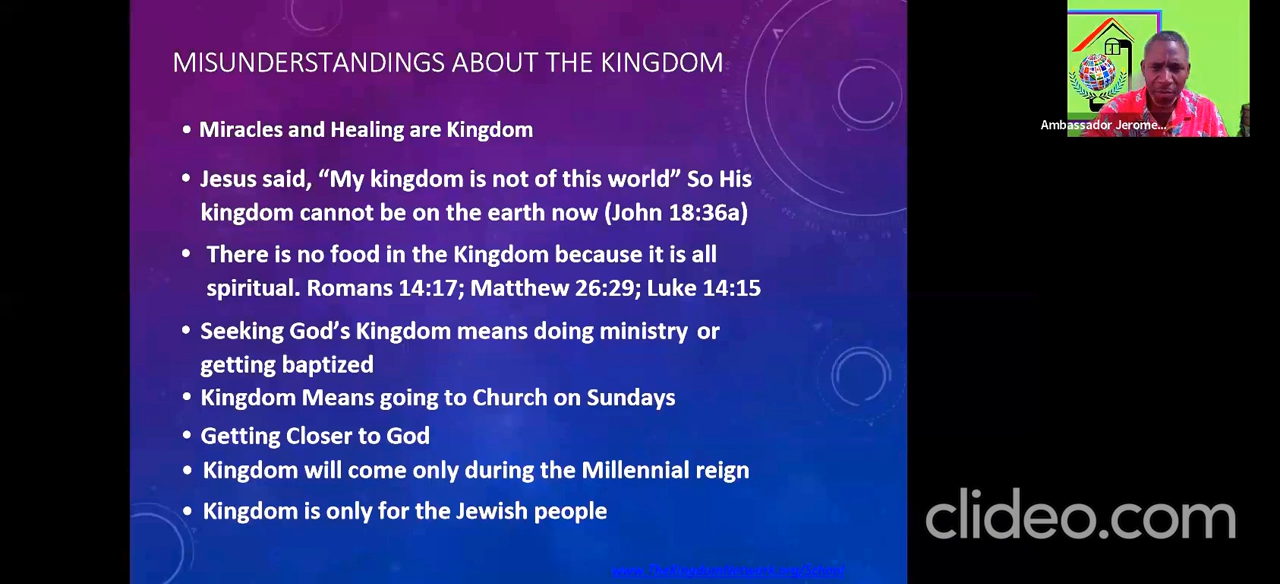 MISUNDERSTANDINGS ABOUT THE KINGDOM
• Miracles and Healing are Kingdom
• Jesus said, “My kingdom is not of this world” So His
kingdom cannot be on the earth now (John 18:36a)
• There is no food in the Kingdom because it is all
spiritual. Romans 14:17; Matthew 26:29; Luke 14:15
• Seeking God’s Kingdom means doing ministry or
getting baptized
• Kingdom Means going to Church on Sundays
• Getting Closer to God
• Kingdom will come only during the Millennial reign
• Kingdom is only for the Jewish people
Ambassador Jerome...
clideo.com